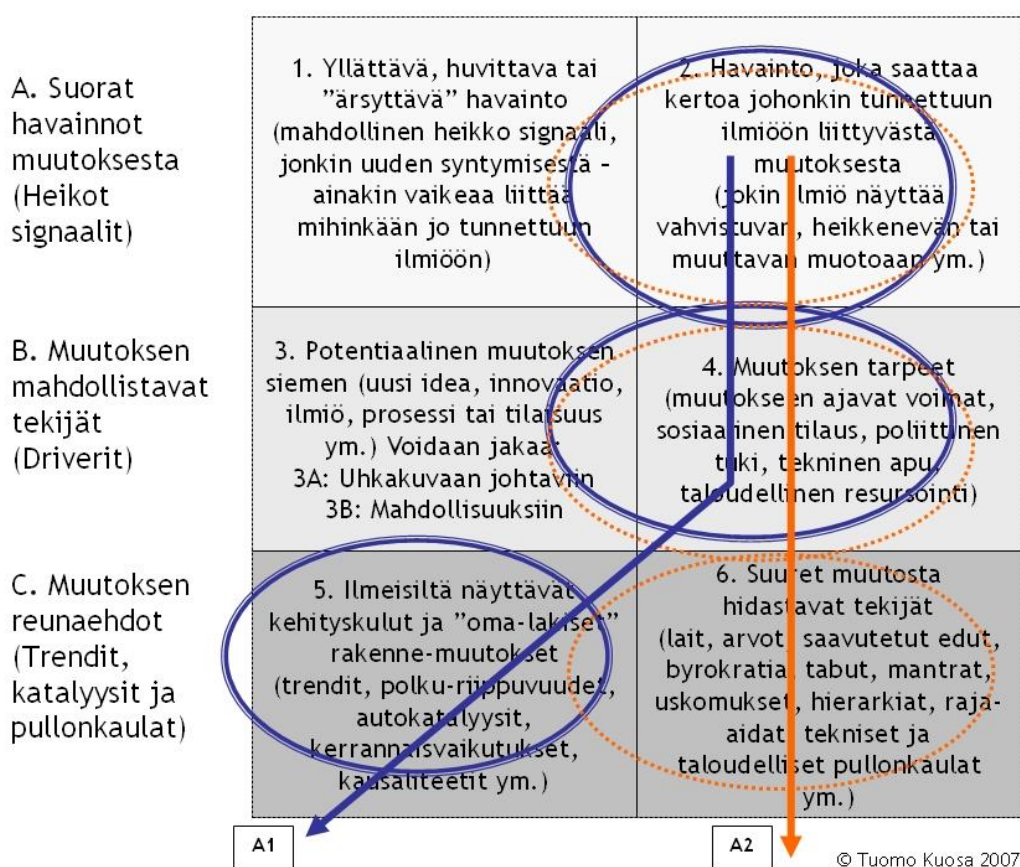 A. Suorat
havainnot
muutoksesta
(Heikot
signaalit)
1. Yllättävä, huvittava tai
”ärsyttävä” havainto
(mahdollinen heikko signaali,
jonkin uuden syntymisestä –
ainakin vaikeaa liittää
mihinkään jo tunnettuun
ilmiöön)
2. Havainto, joka saattaa
kertoa johonkin tunnettuun
ilmiöön liittyvästä
muutoksesta
(jokin ilmiö näyttää
vahvistuvan, heikkenevän tai
muuttavan muotoaan ym.)
B. Muutoksen
mahdollistavat
tekijät
(Driverit)
3. Potentiaalinen muutoksen
siemen (uusi idea, innovaatio,
ilmiö, prosessi tai tilaisuus
ym.) Voidaan jakaa:
3A: Uhkakuvaan johtaviin
3B: Mahdollisuuksiin
4. Muutoksen tarpeet
(muutokseen ajavat voimat,
sosiaalinen tilaus, poliittinen
tuki, tekninen apu,
taloudellinen resursointi)
C. Muutoksen
reunaehdot
(Trendit,
katalyysit ja
pullonkaulat)
5. Ilmeisiltä näyttävät
kehityskulut ja ”oma-lakiset”
rakenne-muutokset
(trendit, polku-riippuvuudet,
autokatalyysit,
kerrannaisvaikutukset,
kausaliteetit ym.)
6. Suuret muutosta
hidastavat tekijät
(lait, arvot, saavutetut edut,
byrokratia, tabut, mantrat,
uskomukset, hierarkiat, raja-
aidat, tekniset ja
taloudelliset pullonkaulat
ym.)
A1
A2
© Tuomo Kuosa 2007